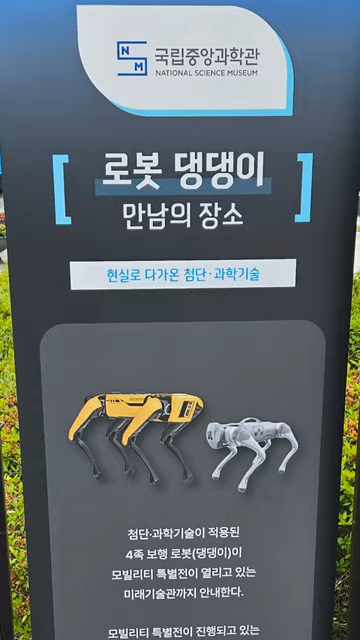 NSM
국립중앙과학관
NATIONAL SCIENCE MUSEUM
로봇 댕댕이
만남의 장소
현실로 다가온 첨단·과학기술
첨단·과학기술이 적용된
4족 보행 로봇(댕댕이)이
모빌리티 특별전이 열리고 있는
미래기술관까지 안내한다.
모빌리티 특별전이 진행되고 있는